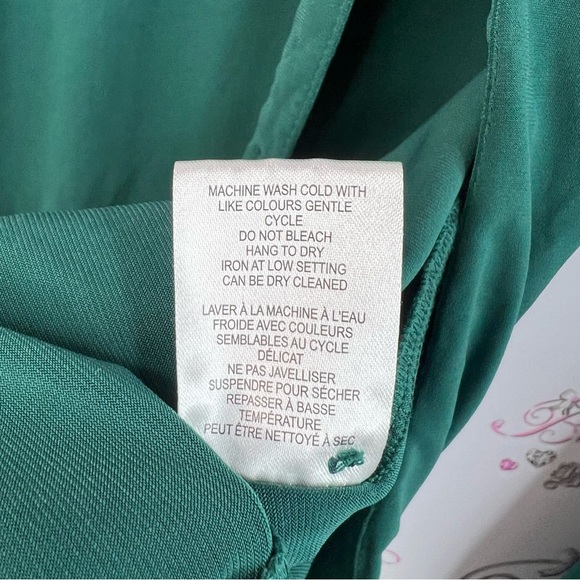 MACHINE WASH COLD WITH
LIKE COLOURS GENTLE
CYCLE
DO NOT BLEACH
HANG TO DRY
IRON AT LOW SETTING
CAN BE DRY CLEANED
LAVER À LA MACHINE À L'EAU
FROIDE AVEC COULEURS
SEMBLABLES AU CYCLE
DÉLICAT
NE PAS JAVELLISER
SUSPENDRE POUR SÉCHER
REPASSER À BASSE
TEMPÉRATURE
PEUT ÊTRE NETTOYÉ À SEC